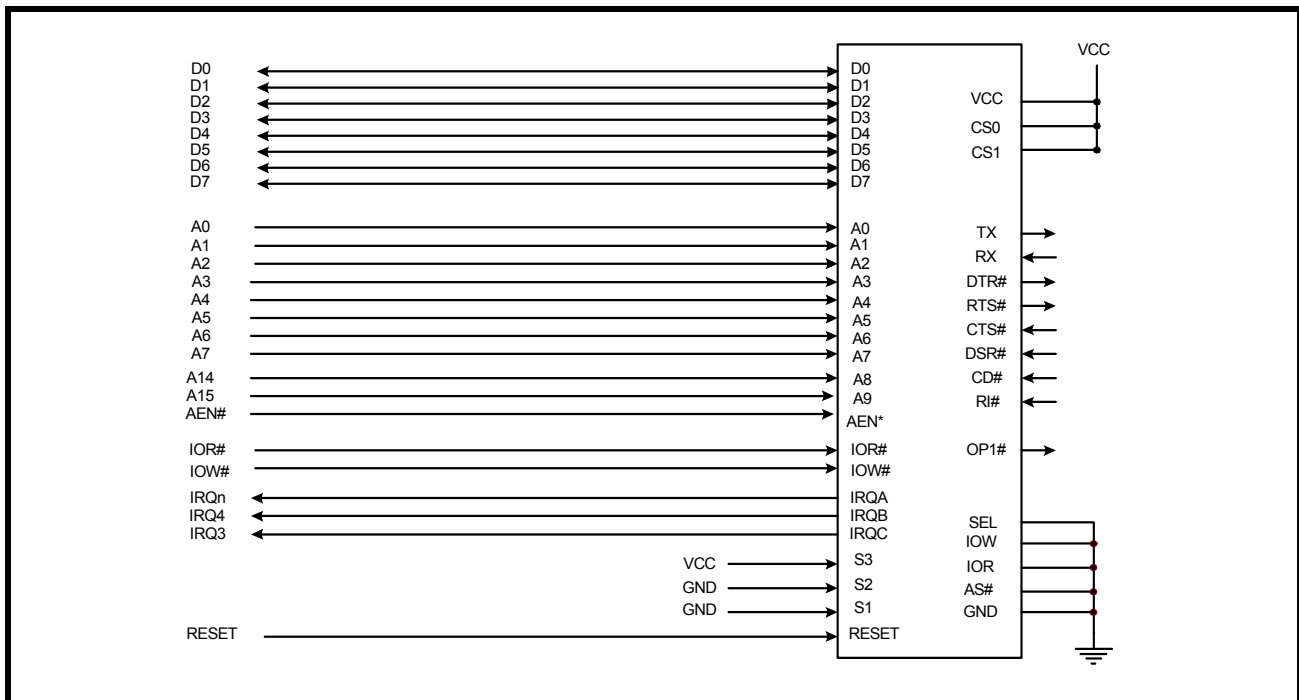 VCC
D0 D0
D1 D1
D2 D2 VCC
D3 D3
D4 D4 CS0
D5 D5 CS1
D6 D6
D7 D7
A0 A0 TX
A1 A1
A2 A2 RX
A3 A3 DTR#
A4 A4 RTS#
A5 A5
A6 A6 CTS#
A7 A7 DSR#
A14 A8 CD#
A15 A9 RI#
AEN# AEN*
IOR# IOR# OP1#
IOW# IOW#
IRQn IRQA
IRQ4 IRQB SEL
IRQ3 IRQC IOW
VCC S3 IOR
GND S2 AS#
GND S1 GND
RESET RESET